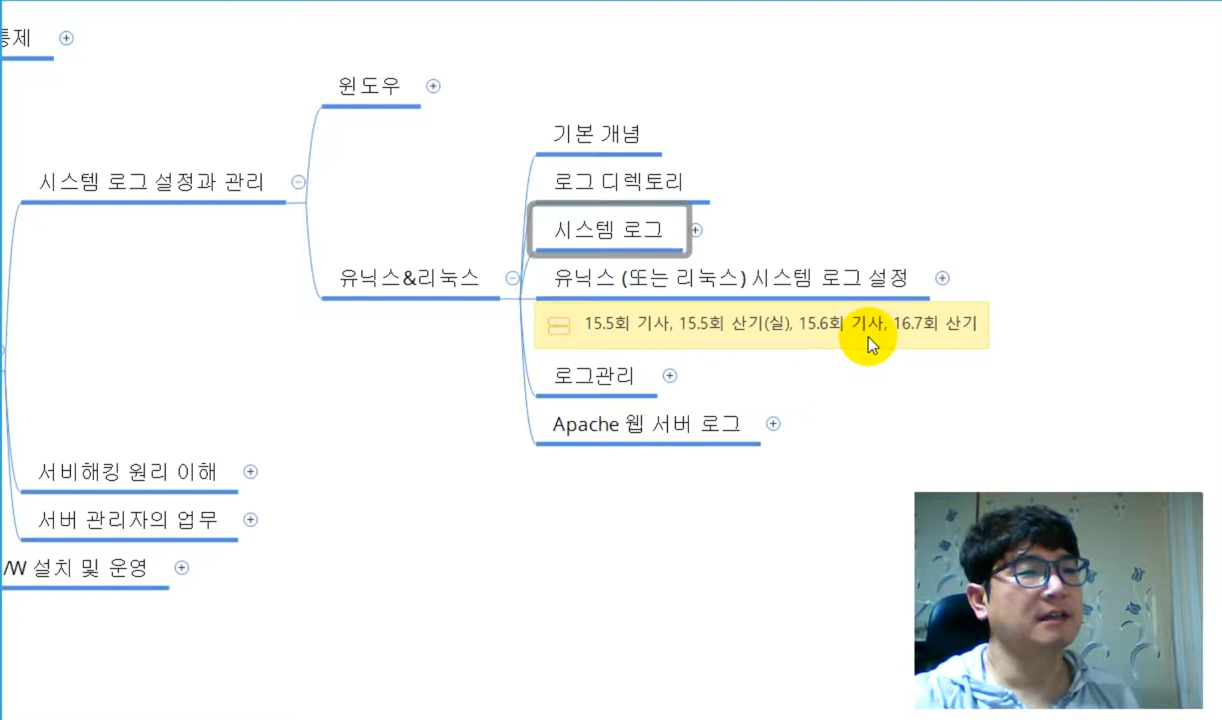 통제
윈도우
기본 개념
시스템 로그 설정과 관리
로그 디렉토리
시스템 로그
유닉스&리눅스
유닉스 (또는 리눅스) 시스템 로그 설정
15.5회 기사, 15.5회 산기(실), 15.6회 기사, 16.7회 산기
로그관리
Apache 웹 서버 로그
서비해킹 원리 이해
서버 관리자의 업무
/W 설치 및 운영